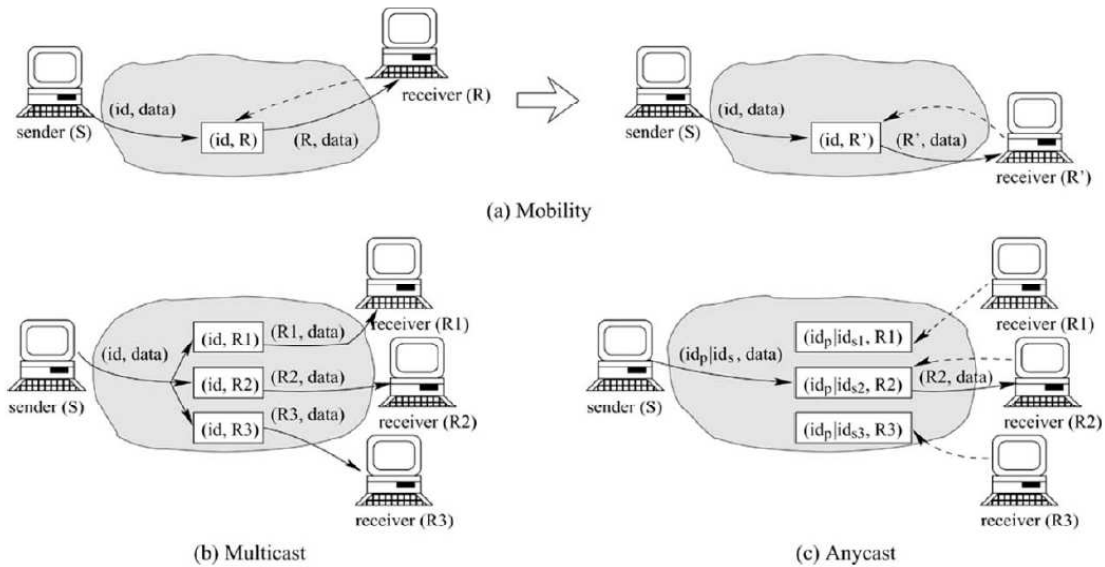 sender (S)
(id, data)
(id, R)
(R, data)
receiver (R)
sender (S)
(id, data)
(id, R’)
(R’, data)
receiver (R’)
(a) Mobility
sender (S)
(id, data)
(id, R1)
(R1, data)
receiver (R1)
(id, R2)
(R2, data)
receiver (R2)
(id, R3)
(R3, data)
receiver (R3)
(b) Multicast
sender (S)
(idp|ids, data)
(idp|ids1, R1)
receiver (R1)
(idp|ids2, R2)
(R2, data)
receiver (R2)
(idp|ids3, R3)
receiver (R3)
(c) Anycast